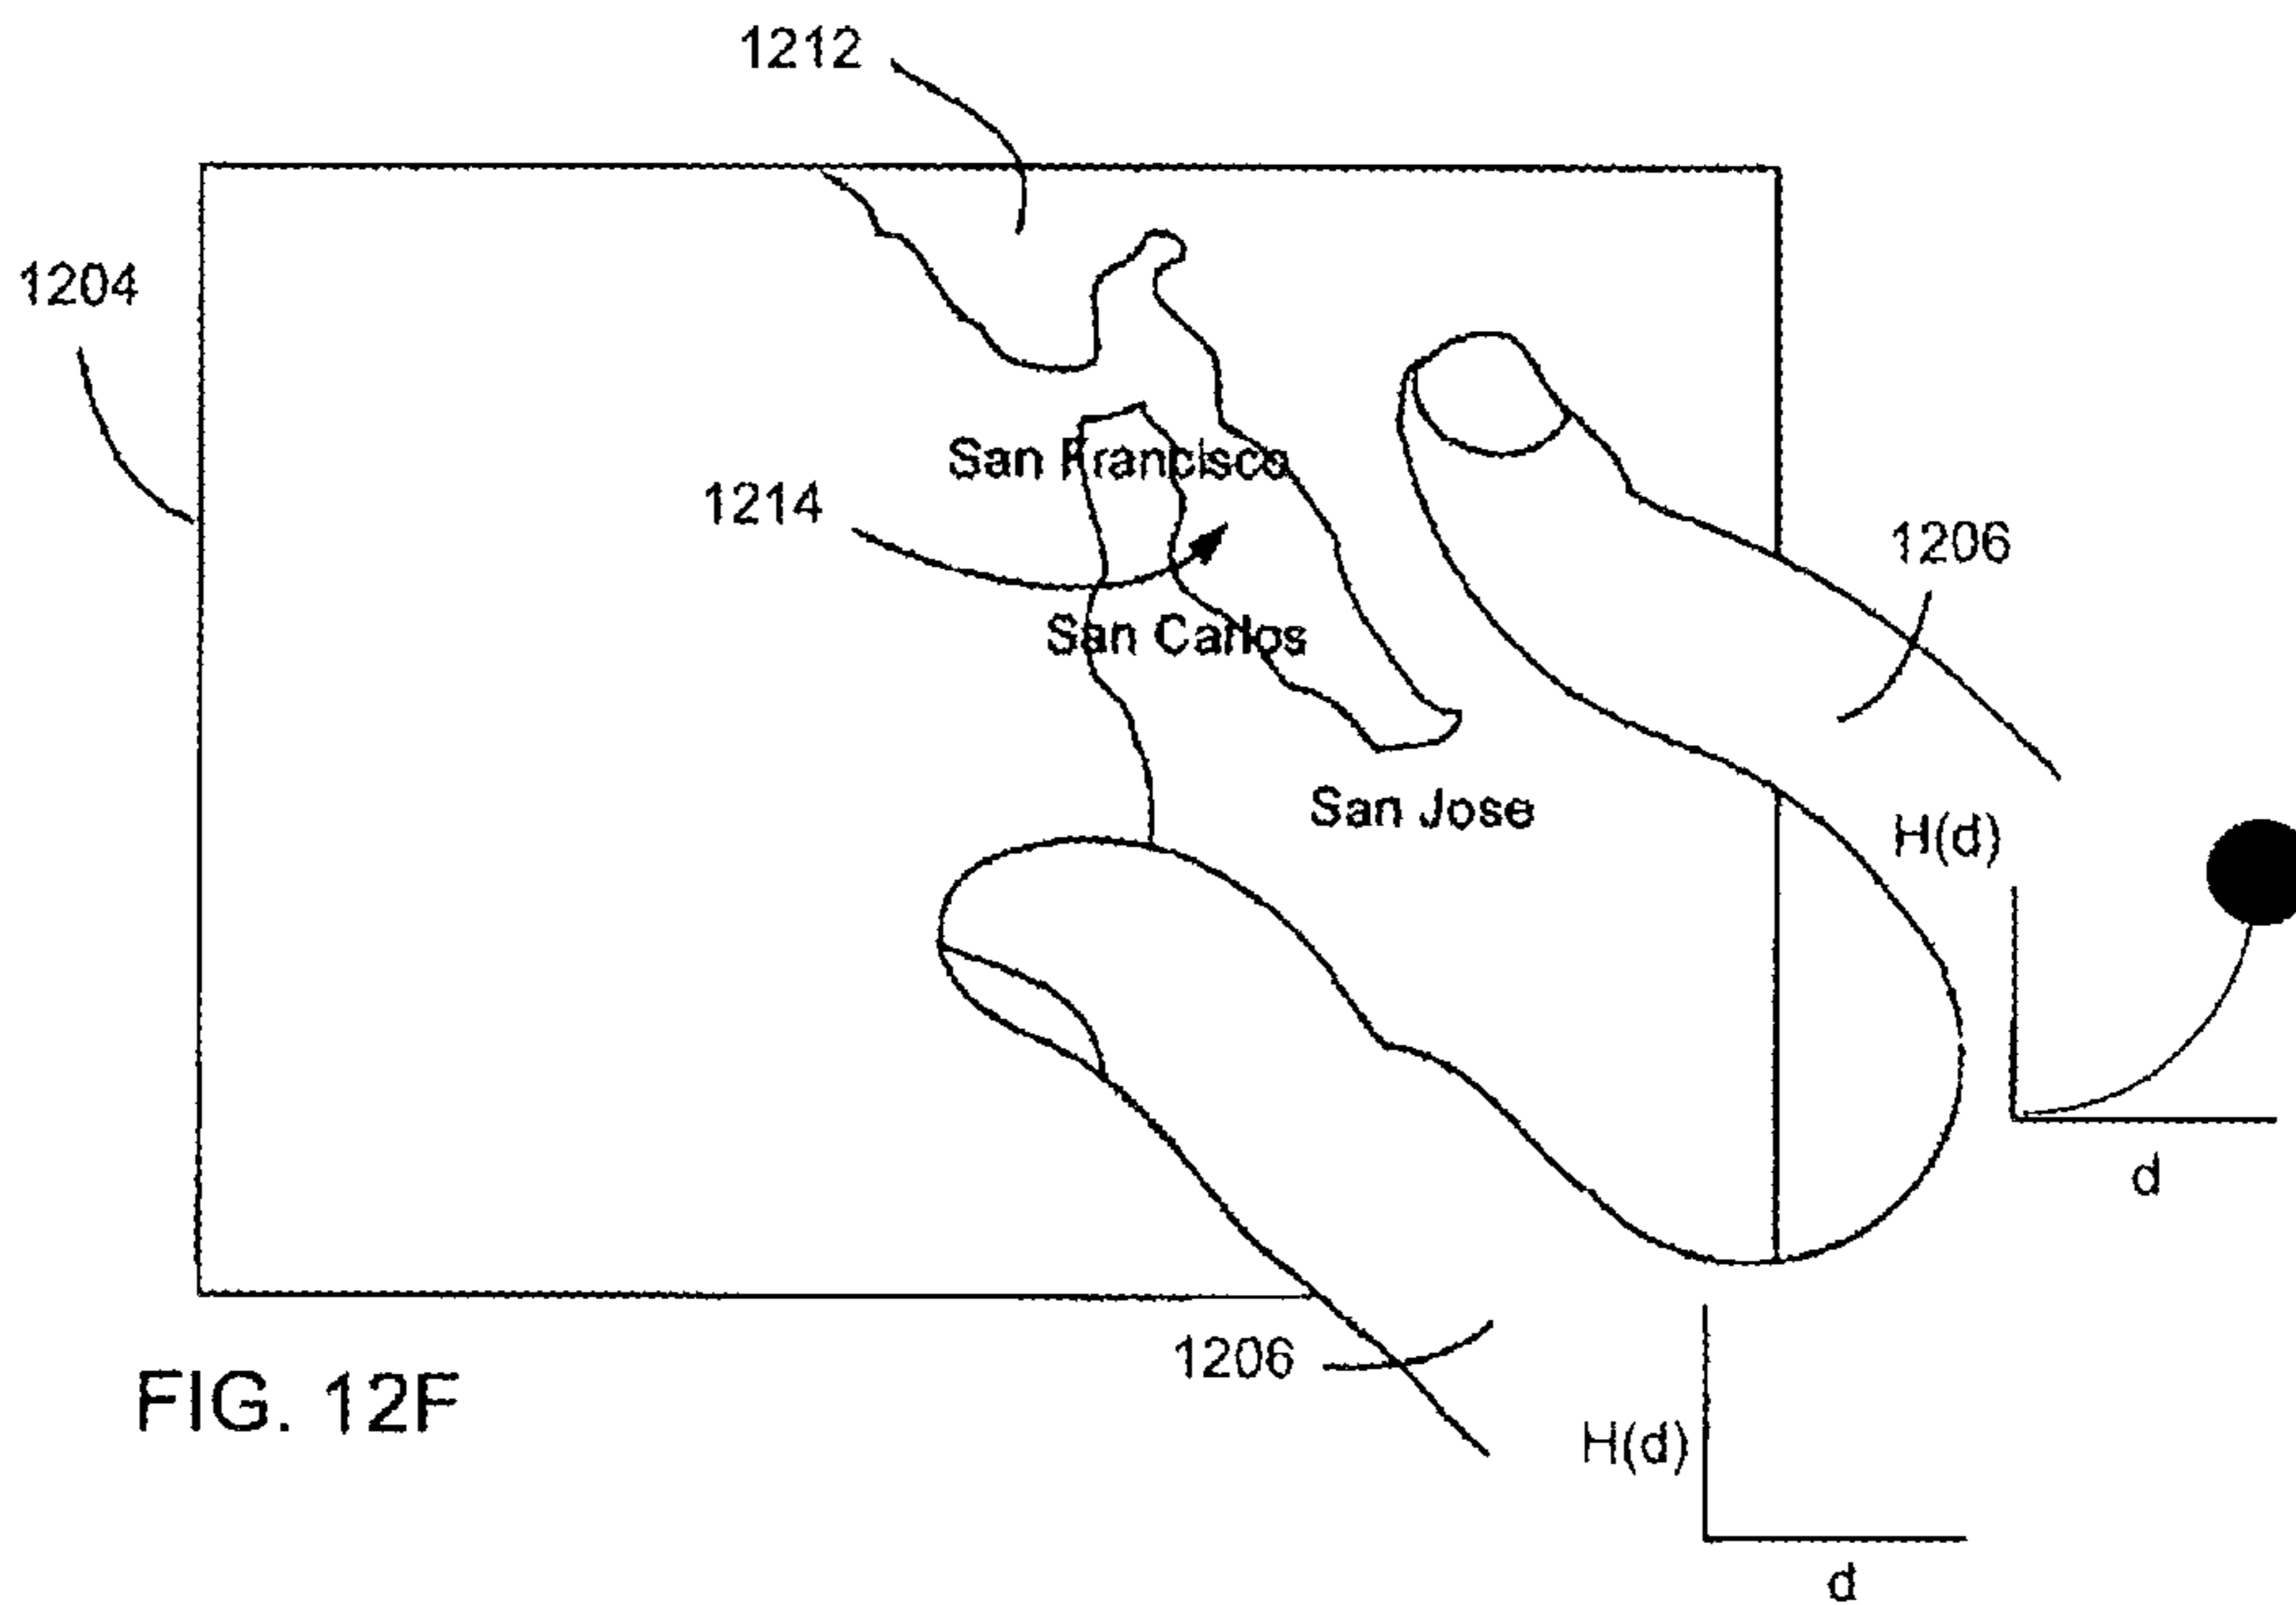 1212
1204
San Francisco
1214
1206
San Carlos
San Jose
H(d)
d
1206
FIG. 12F
H(d)
d